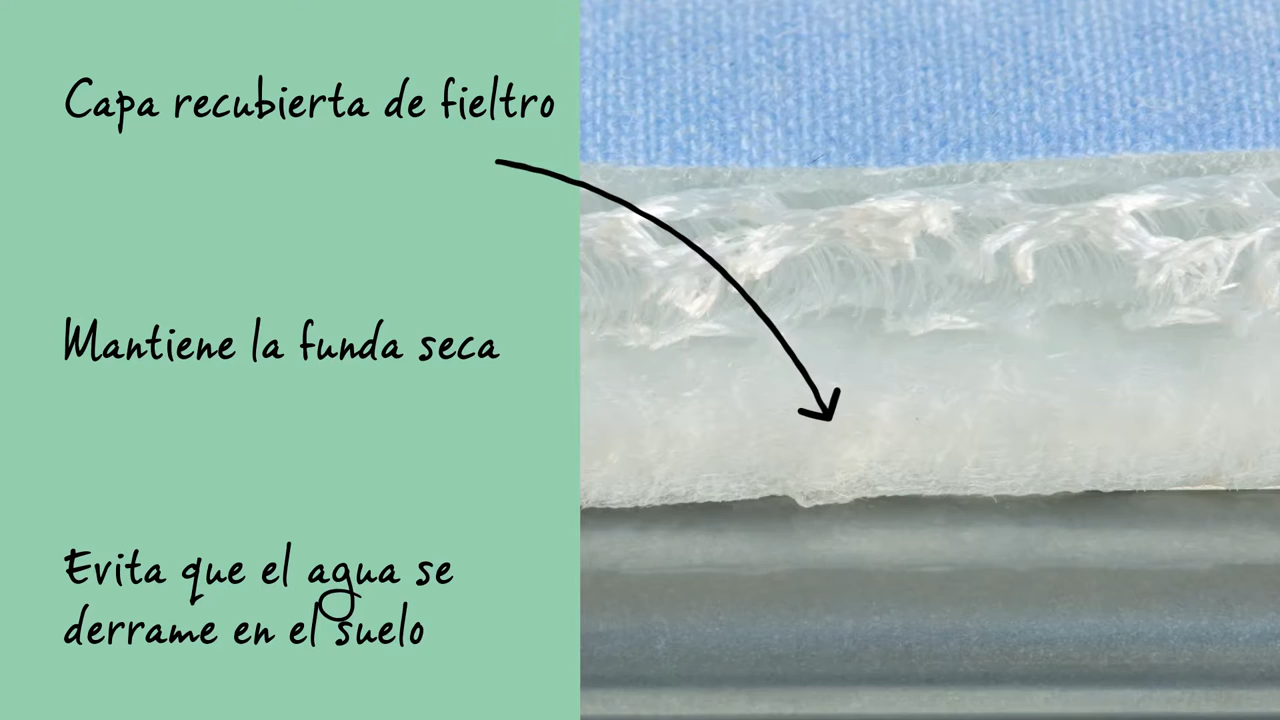 Capa recubierta de fieltro
Mantiene la funda seca
Evita que el agua se
derrame en el suelo